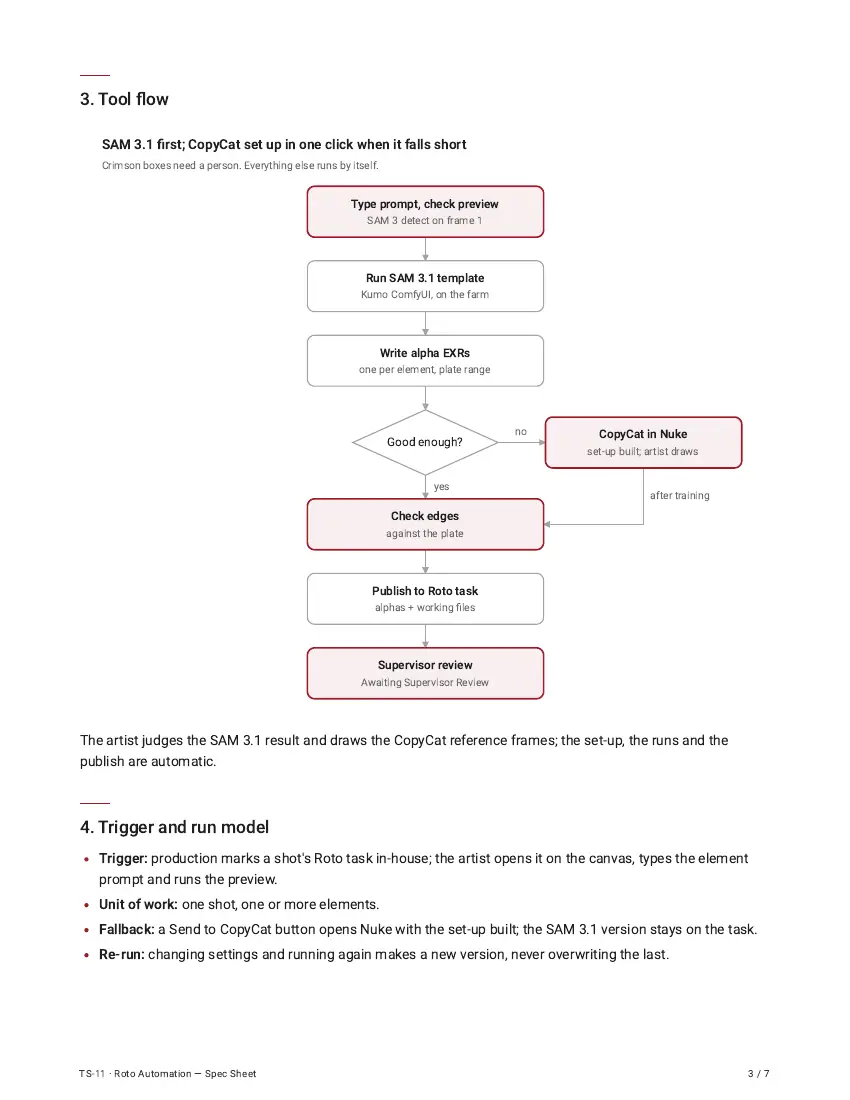 3. Tool flow
SAM 3.1 first; CopyCat set up in one click when it falls short
Crimson boxes need a person. Everything else runs by itself.
Type prompt, check preview
SAM 3 detect on frame 1
Run SAM 3.1 template
Kumo ComfyUI, on the farm
Write alpha EXRs
one per element, plate range
Good enough?
no
CopyCat in Nuke
set-up built; artist draws
yes
after training
Check edges
against the plate
Publish to Roto task
alphas + working files
Supervisor review
Awaiting Supervisor Review
The artist judges the SAM 3.1 result and draws the CopyCat reference frames; the set-up, the runs and the
publish are automatic.
4. Trigger and run model
• Trigger: production marks a shot's Roto task in-house; the artist opens it on the canvas, types the element
prompt and runs the preview.
• Unit of work: one shot, one or more elements.
• Fallback: a Send to CopyCat button opens Nuke with the set-up built; the SAM 3.1 version stays on the task.
• Re-run: changing settings and running again makes a new version, never overwriting the last.
TS-11 · Roto Automation — Spec Sheet
3 / 7